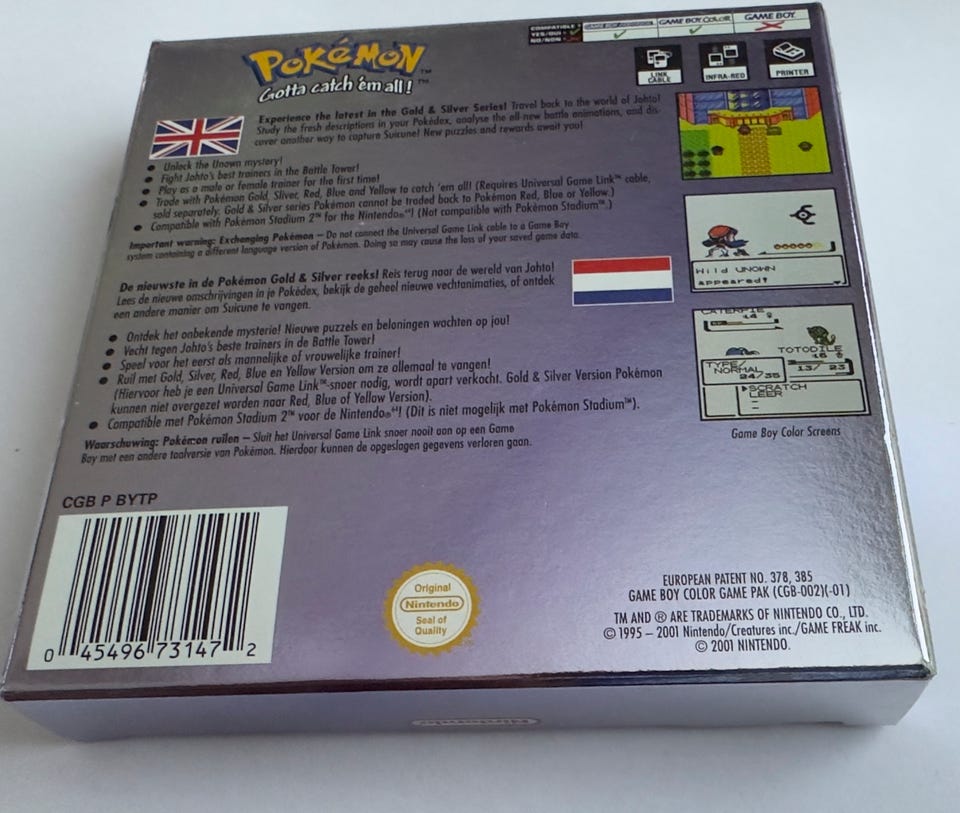 COMPATIBLE
YES/OUI
NO/NON
GAME BOY COLOR
GAME BOY
LINK CABLE
INFRA-RED
PRINTER
POKéMON™
Gotta catch 'em all!™
Experience the latest in the Gold & Silver Series! Travel back to the world of Johto!
Study the fresh descriptions in your Pokédex, analyse the all-new battle animations, and dis-
cover another way to capture Suicune! New puzzles and rewards await you!
• Unlock the Unown mystery!
• Fight Johto's best trainers in the Battle Tower!
• Play as a male or female trainer for the first time!
• Trade with Pokémon Gold, Sliver, Red, Blue and Yellow to catch 'em all! (Requires Universal Game Link™ cable,
sold separately. Gold & Silver series Pokémon cannot be traded back to Pokémon Red, Blue or Yellow.)
• Compatible with Pokémon Stadium 2™ for the Nintendo®⁶⁴! (Not compatible with Pokémon Stadium™.)
Important warning: Exchenging Pokémon – Do not connect the Universal Game Link cable to a Game Boy
system containing a different language version of Pokémon. Doing so may cause the loss of your saved game data.
De nieuwste in de Pokémon Gold & Silver reeks! Reis terug naar de wereld van Johto!
Lees de nieuwe omschrijvingen in je Pokédex, bekijk de geheel nieuwe vechtanimaties, of ontdek
een andere manier om Suicune te vangen.
• Ontdek het onbekende mysterie! Nieuwe puzzels en beloningen wachten op jou!
• Vecht tegen Johto's beste trainers in de Battle Tower!
• Speel voor het eerst als mannelijke of vrouwelijke trainer!
• Ruil met Gold, Silver, Red, Blue en Yellow Version om ze allemaal te vangen!
(Hiervoor heb je een Universal Game Link™-snoer nodig, wordt apart verkocht. Gold & Silver Version Pokémon
kunnen niet overgezet worden naar Red, Blue of Yellow Version).
• Compatible met Pokémon Stadium 2™ voor de Nintendo®⁶⁴! (Dit is niet mogelijk met Pokémon Stadium™).
Waarschuwing: Pokémon ruilen – Sluit het Universal Game Link snoer nooit aan op een Game
Boy met een andere taalversie van Pokémon. Hierdoor kunnen de opgeslagen gegevens verloren gaan.
Wild UNOWN
appeared!
CATERPIE
14
TOTODILE
16
TYPE/
NORMAL
24/35
13/ 23
▶SCRATCH
LEER
–
–
Game Boy Color Screens
CGB P BYTP
0 45496 73147 2
Original
Nintendo
Seal of
Quality
EUROPEAN PATENT NO. 378, 385
GAME BOY COLOR GAME PAK (CGB-002)(-01)
TM AND ® ARE TRADEMARKS OF NINTENDO CO., LTD.
© 1995 – 2001 Nintendo/Creatures inc./GAME FREAK inc.
© 2001 NINTENDO.
Nintendo